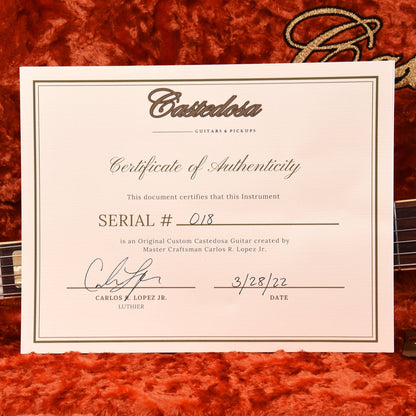 Castedosa
GUITARS & PICKUPS
Certificate of Authenticity
This document certifies that this Instrument
SERIAL # 018
is an Original Custom Castedosa Guitar created by
Master Craftsman Carlos R. Lopez Jr.
3/28/22
CARLOS R. LOPEZ JR. DATE
LUTHIER